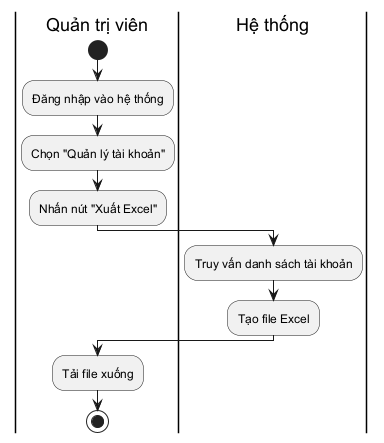 Quản trị viên
Hệ thống
Đăng nhập vào hệ thống
Chọn "Quản lý tài khoản"
Nhấn nút "Xuất Excel"
Truy vấn danh sách tài khoản
Tạo file Excel
Tải file xuống